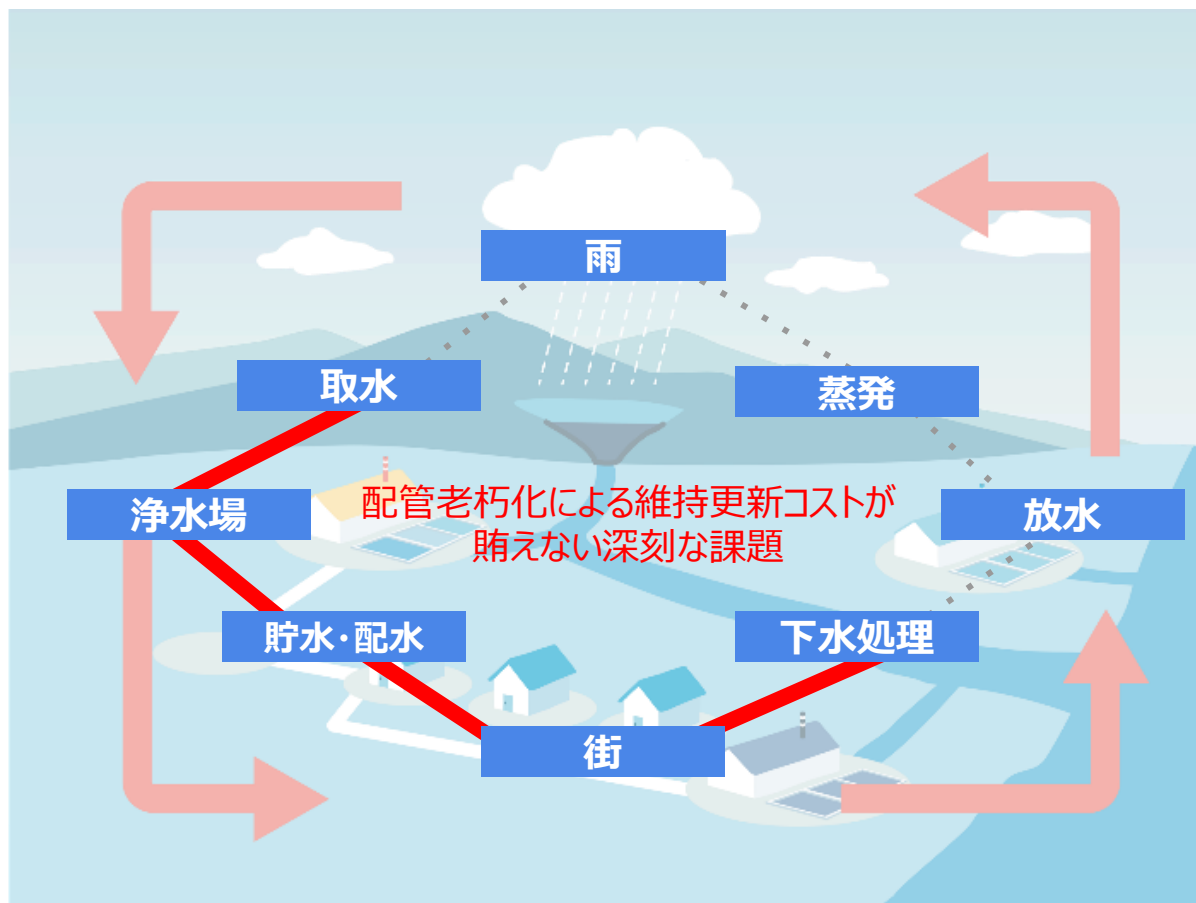 雨
取水
蒸発
浄水場
配管老朽化による維持更新コストが
賄えない深刻な課題
放水
貯水・配水
下水処理
街